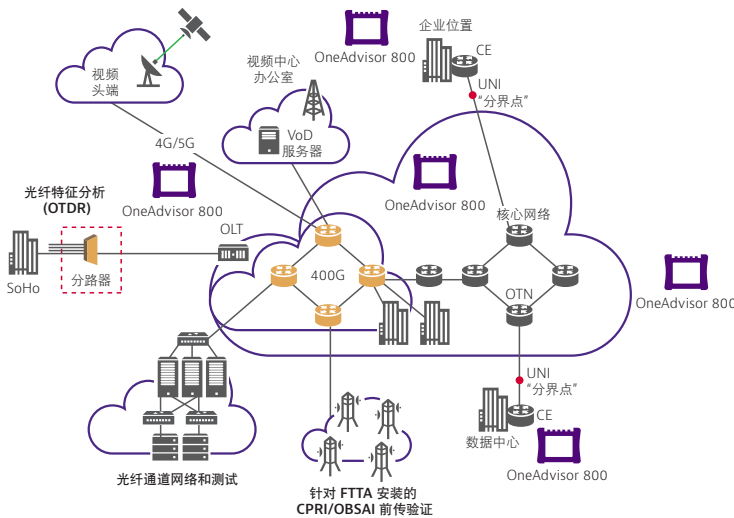 企业位置
CE
OneAdvisor 800
UNI
“分界点”
视频
头端
视频中心
办公室
VoD
服务器
4G/5G
光纤特征分析
(OTDR)
OneAdvisor 800
OneAdvisor 800
核心网络
OLT
SoHo
分路器
400G
OTN
OneAdvisor 800
UNI
“分界点”
CE
数据中心
OneAdvisor 800
光纤通道网络和测试
针对 FTTA 安装的
CPRI/OBSAI 前传验证